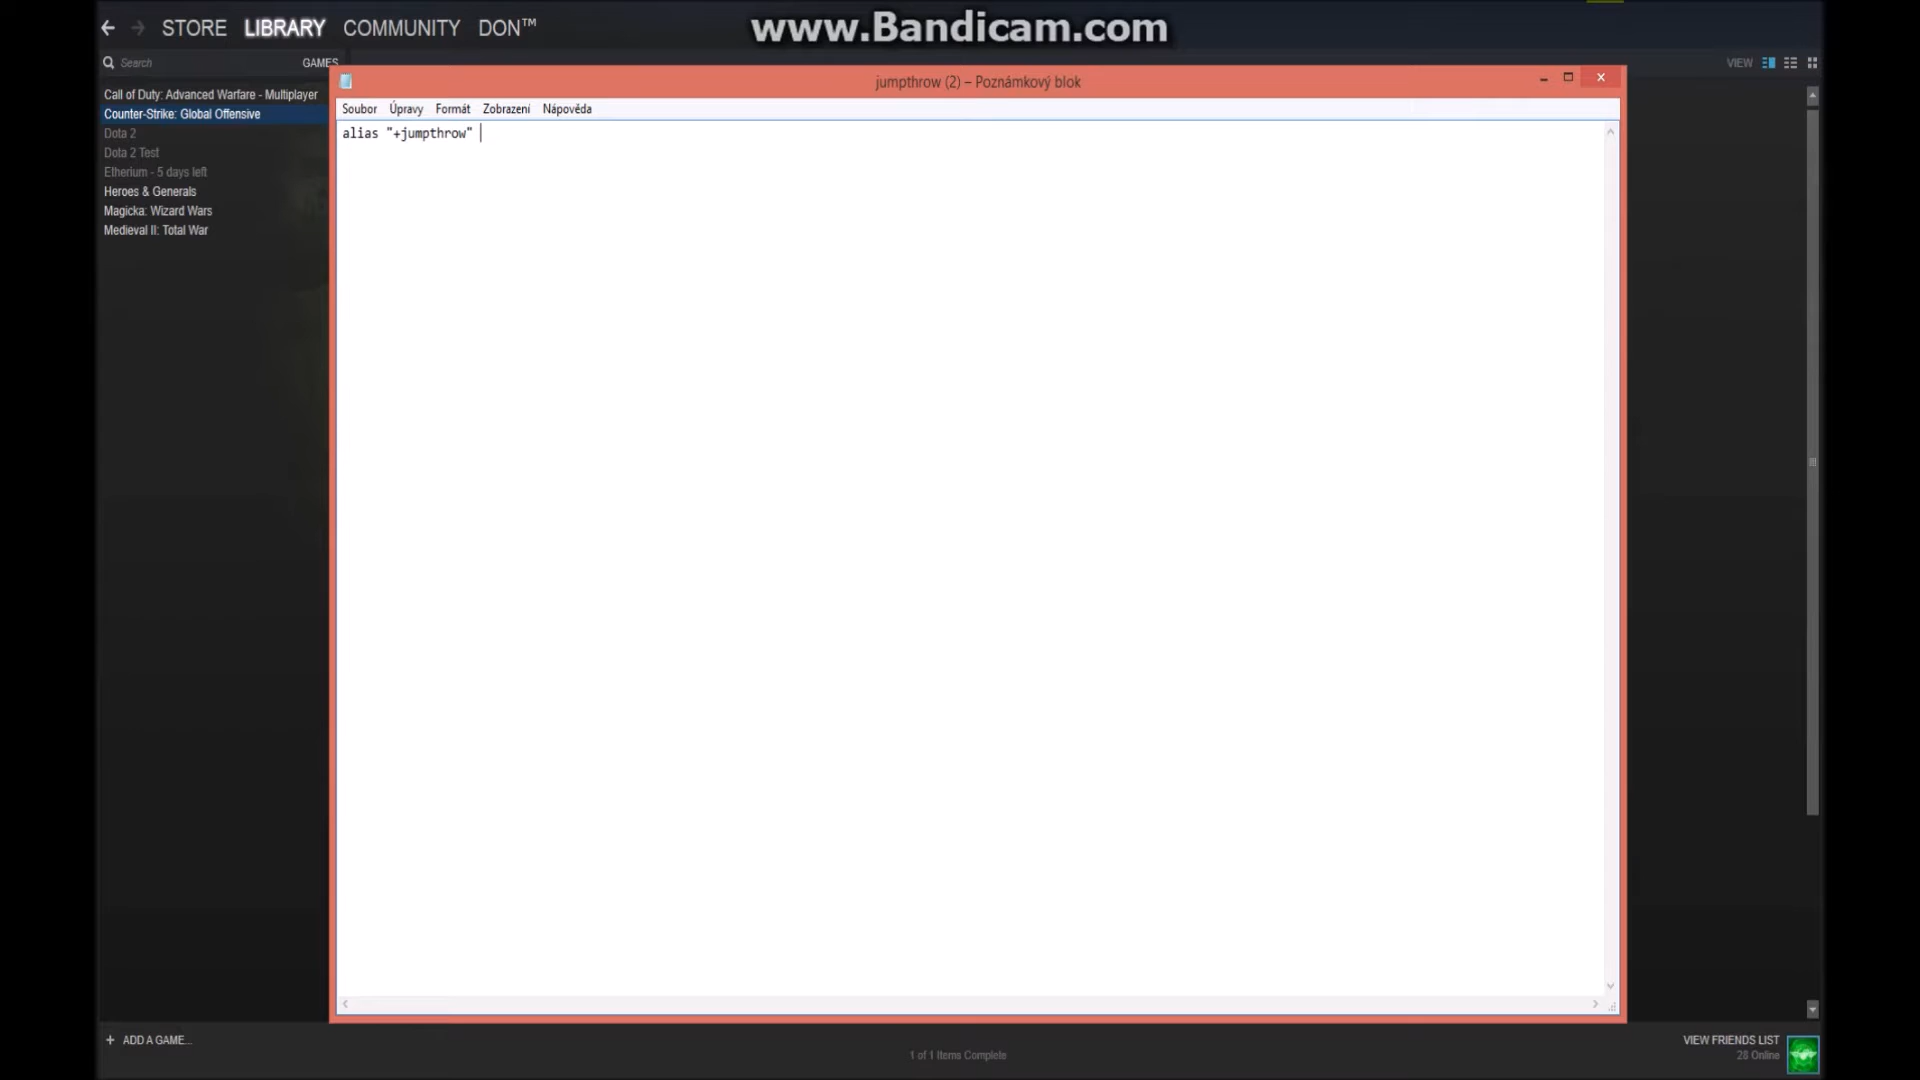 www.Bandicam.com
STORE LIBRARY COMMUNITY DON™
Search
GAMES
VIEW
jumpthrow (2) – Poznámkový blok
Soubor Úpravy Formát Zobrazení Nápověda
alias "+jumpthrow"
Call of Duty: Advanced Warfare - Multiplayer
Counter-Strike: Global Offensive
Dota 2
Dota 2 Test
Etherium - 5 days left
Heroes & Generals
Magicka: Wizard Wars
Medieval II: Total War
+ ADD A GAME...
1 of 1 Items Complete
VIEW FRIENDS LIST
28 Online